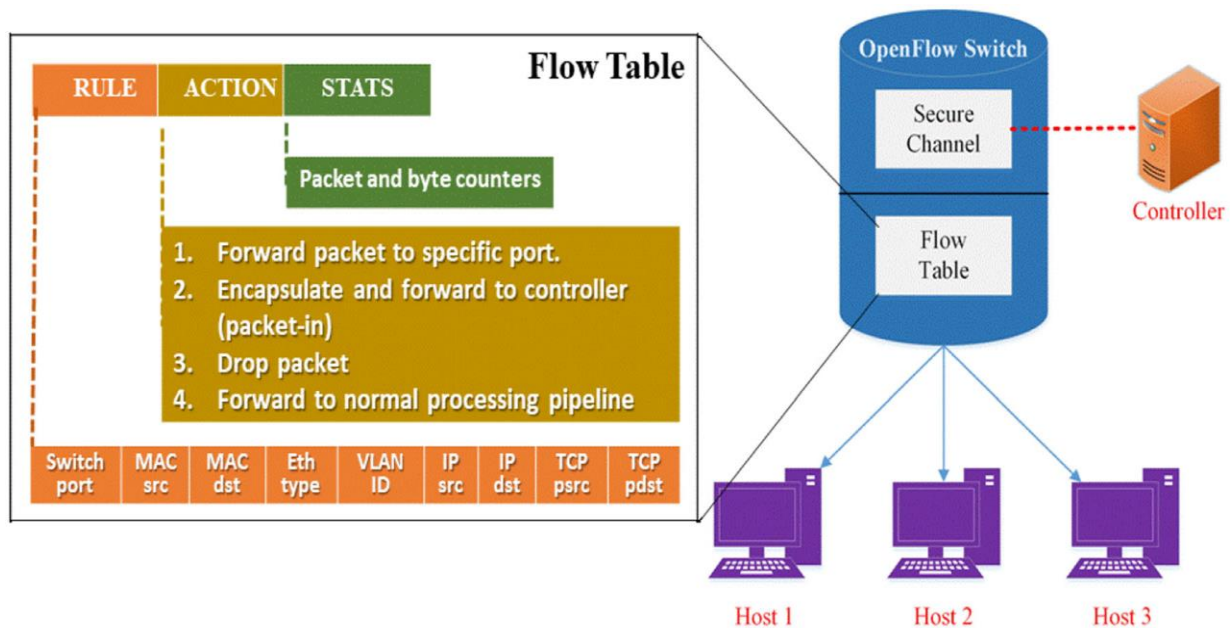 Flow Table
RULE ACTION STATS
Packet and byte counters
1. Forward packet to specific port.
2. Encapsulate and forward to controller
(packet-in)
3. Drop packet
4. Forward to normal processing pipeline
Switch port
MAC src
MAC dst
Eth type
VLAN ID
IP src
IP dst
TCP psrc
TCP pdst
OpenFlow Switch
Secure
Channel
Flow
Table
Controller
Host 1
Host 2
Host 3